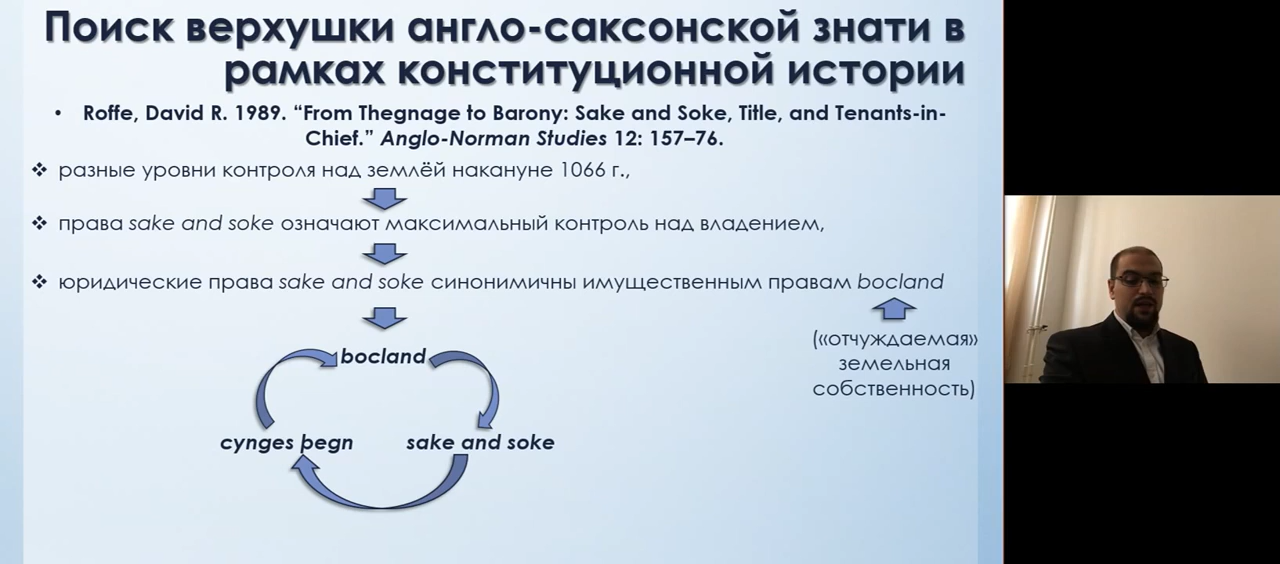 Поиск верхушки англо-саксонской знати в
рамках конституционной истории
• Roffe, David R. 1989. “From Thegnage to Barony: Sake and Soke, Title, and Tenants-in-
Chief.” Anglo-Norman Studies 12: 157–76.
❖ разные уровни контроля над землёй накануне 1066 г.,
❖ права sake and soke означают максимальный контроль над владением,
❖ юридические права sake and soke синонимичны имущественным правам bocland
(«отчуждаемая»
земельная
собственность)
bocland
cynges þegn
sake and soke